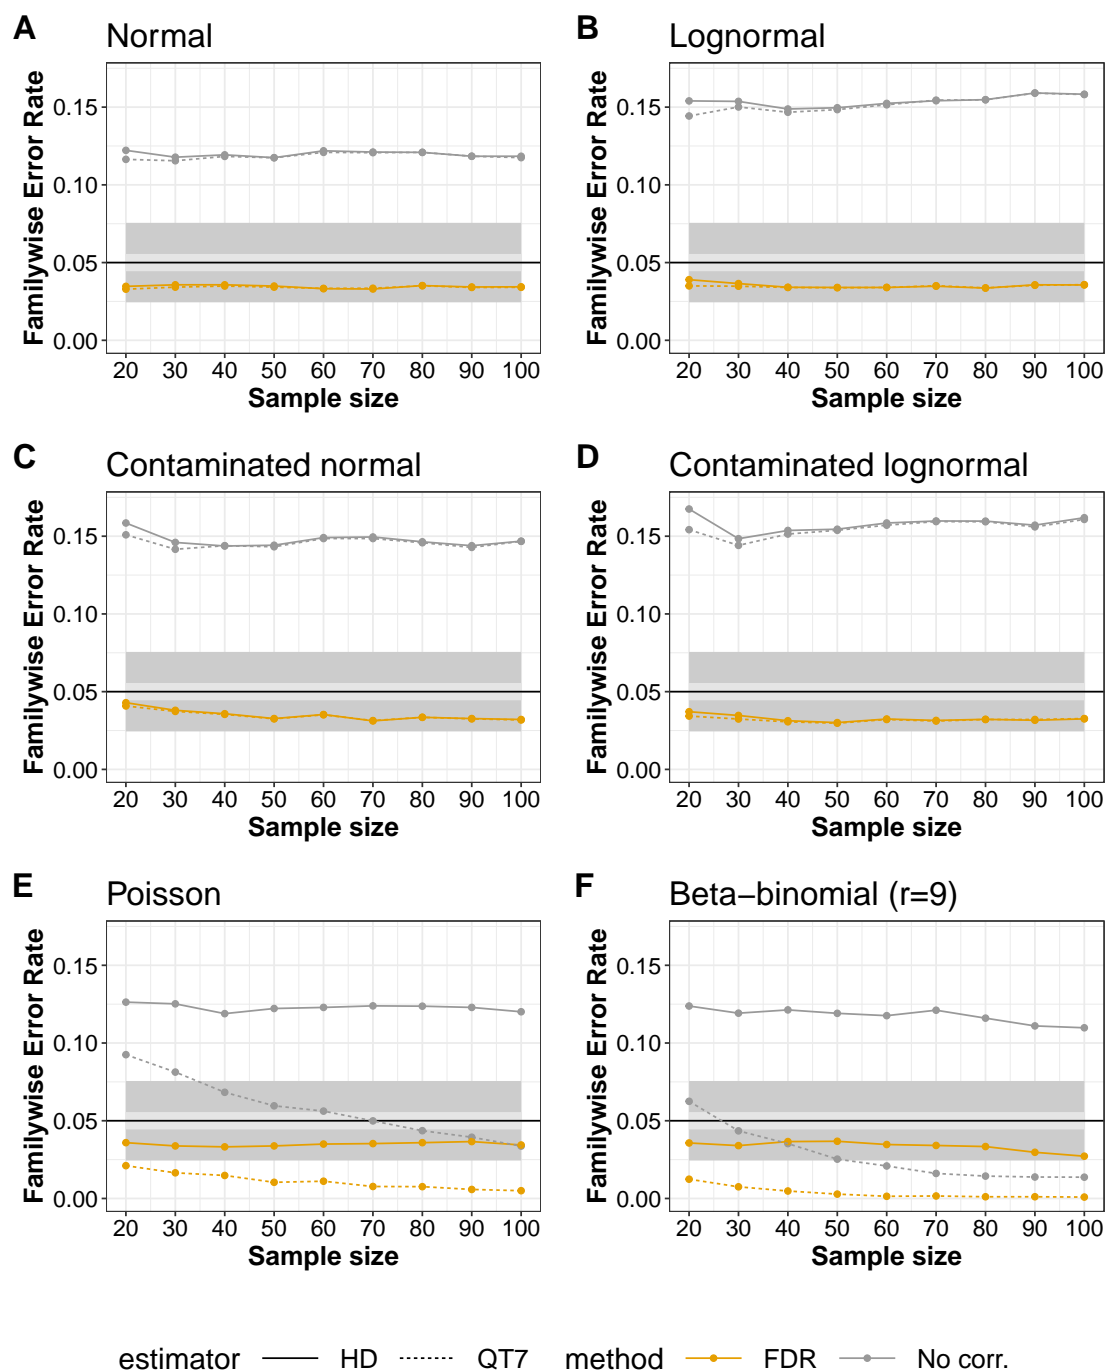 A Normal
Familywise Error Rate
0.15
0.10
0.05
0.00
20 30 40 50 60 70 80 90 100
Sample size
B Lognormal
Familywise Error Rate
0.15
0.10
0.05
0.00
20 30 40 50 60 70 80 90 100
Sample size
C Contaminated normal
Familywise Error Rate
0.15
0.10
0.05
0.00
20 30 40 50 60 70 80 90 100
Sample size
D Contaminated lognormal
Familywise Error Rate
0.15
0.10
0.05
0.00
20 30 40 50 60 70 80 90 100
Sample size
E Poisson
Familywise Error Rate
0.15
0.10
0.05
0.00
20 30 40 50 60 70 80 90 100
Sample size
F Beta−binomial (r=9)
Familywise Error Rate
0.15
0.10
0.05
0.00
20 30 40 50 60 70 80 90 100
Sample size
estimator HD QT7 method FDR No corr.